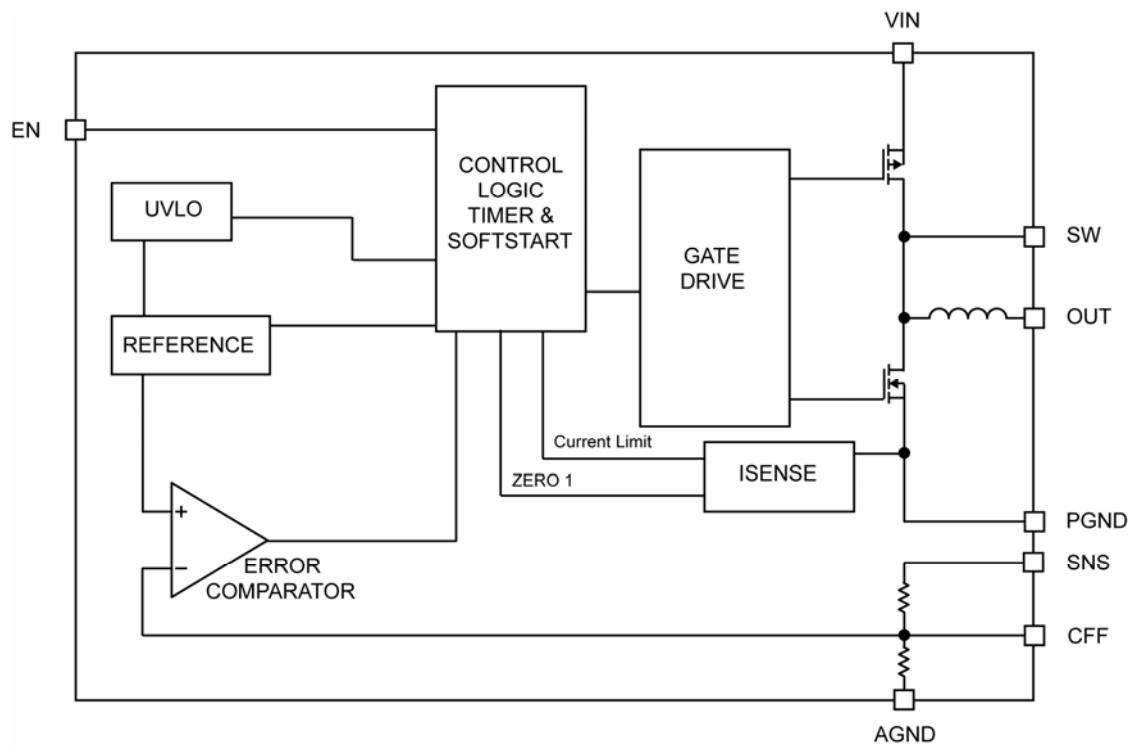 VIN
EN
CONTROL
LOGIC
TIMER &
SOFTSTART
UVLO
GATE
DRIVE
SW
OUT
REFERENCE
Current Limit
ZERO 1
ISENSE
PGND
+
−
ERROR
COMPARATOR
SNS
CFF
AGND